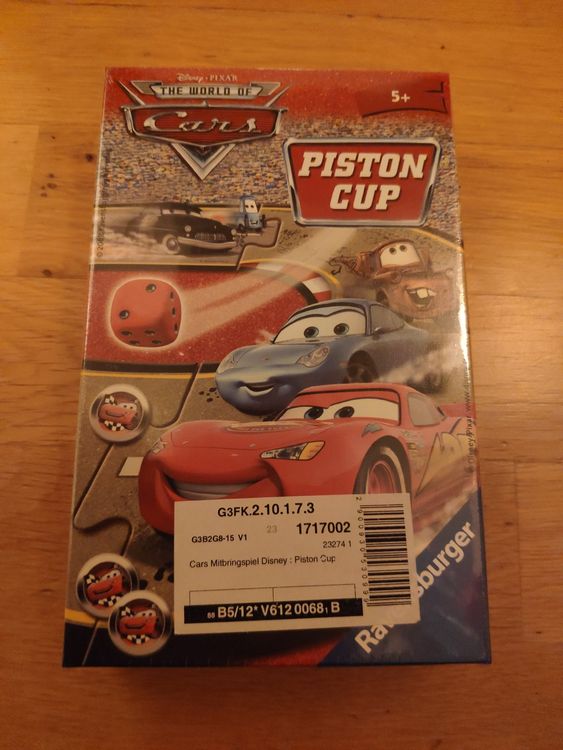 Disney · PIXAR
THE WORLD OF
Cars
5+
PISTON
CUP
G3FK.2.10.1.7.3
G3B2G8-15 V1 23 1717002
23274 1
Cars Mitbringspiel Disney : Piston Cup
B5/12* V612 0068₁ B
Ravensburger